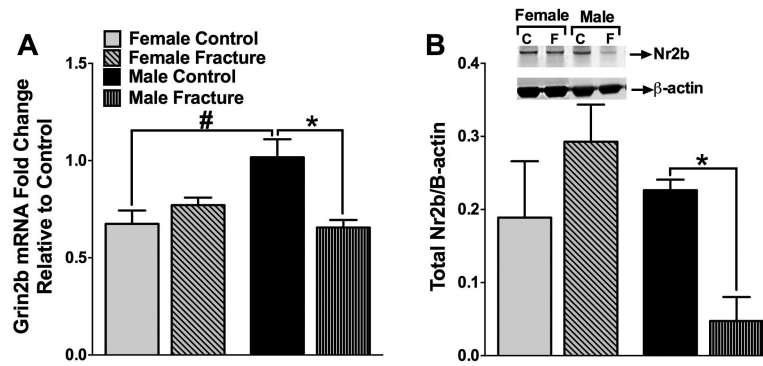 A
Female Control
Female Fracture
Male Control
Male Fracture
Grin2b mRNA Fold Change
Relative to Control
1.5
1.0
0.5
0.0
#
*
B
Female Male
C F C F
Nr2b
β-actin
Total Nr2b/B-actin
0.4
0.3
0.2
0.1
0.0
*